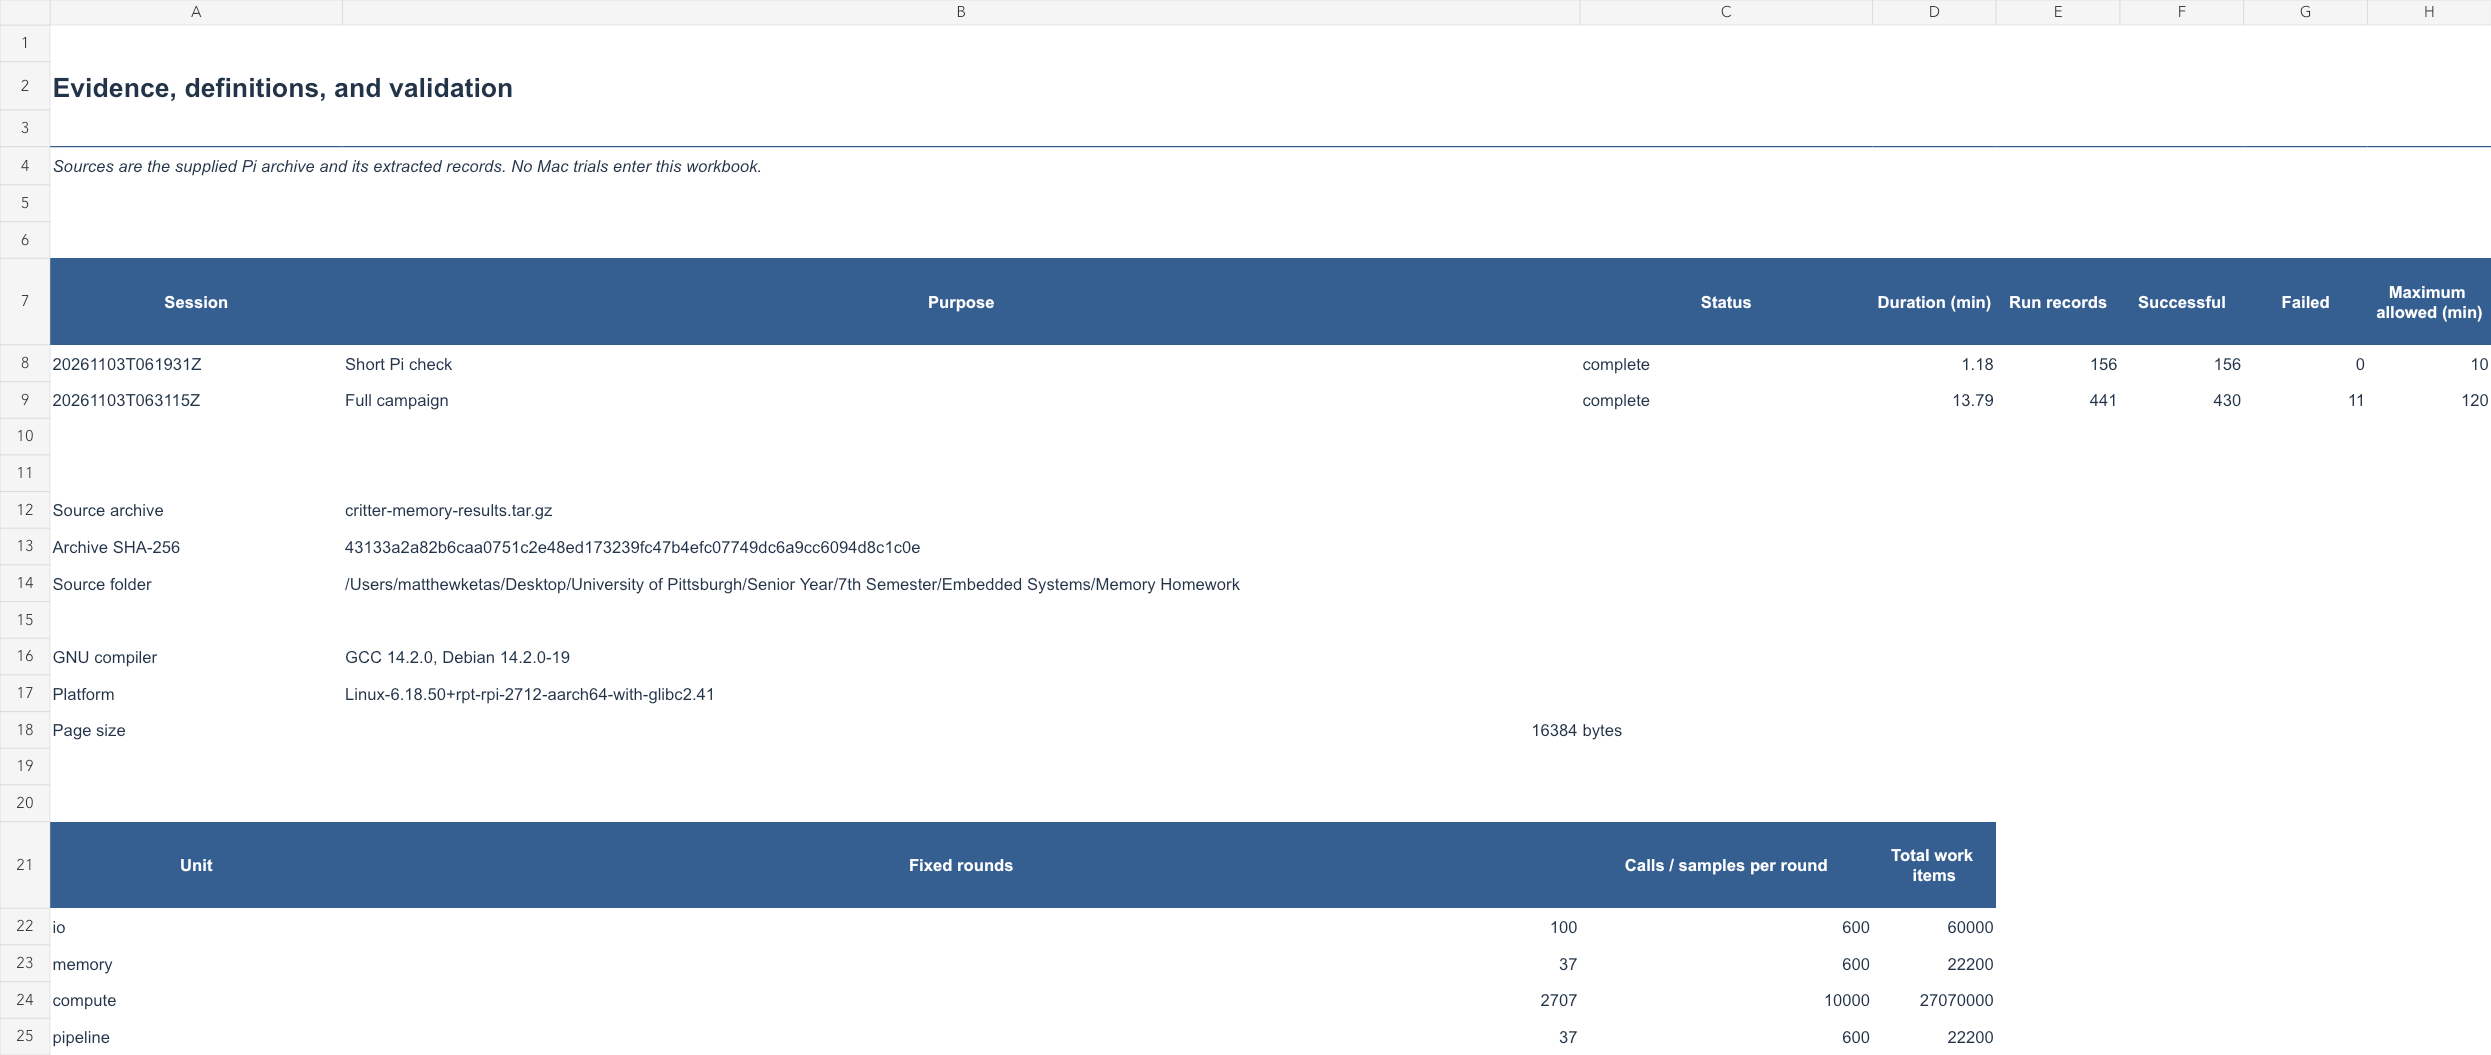 A B C D E F G H
1
2 Evidence, definitions, and validation
3
4 Sources are the supplied Pi archive and its extracted records. No Mac trials enter this workbook.
5
6
7 Session Purpose Status Duration (min) Run records Successful Failed Maximum allowed (min)
8 20261103T061931Z Short Pi check complete 1.18 156 156 0 10
9 20261103T063115Z Full campaign complete 13.79 441 430 11 120
10
11
12 Source archive critter-memory-results.tar.gz
13 Archive SHA-256 43133a2a82b6caa0751c2e48ed173239fc47b4efc07749dc6a9cc6094d8c1c0e
14 Source folder /Users/matthewketas/Desktop/University of Pittsburgh/Senior Year/7th Semester/Embedded Systems/Memory Homework
15
16 GNU compiler GCC 14.2.0, Debian 14.2.0-19
17 Platform Linux-6.18.50+rpt-rpi-2712-aarch64-with-glibc2.41
18 Page size 16384 bytes
19
20
21 Unit Fixed rounds Calls / samples per round Total work items
22 io 100 600 60000
23 memory 37 600 22200
24 compute 2707 10000 27070000
25 pipeline 37 600 22200